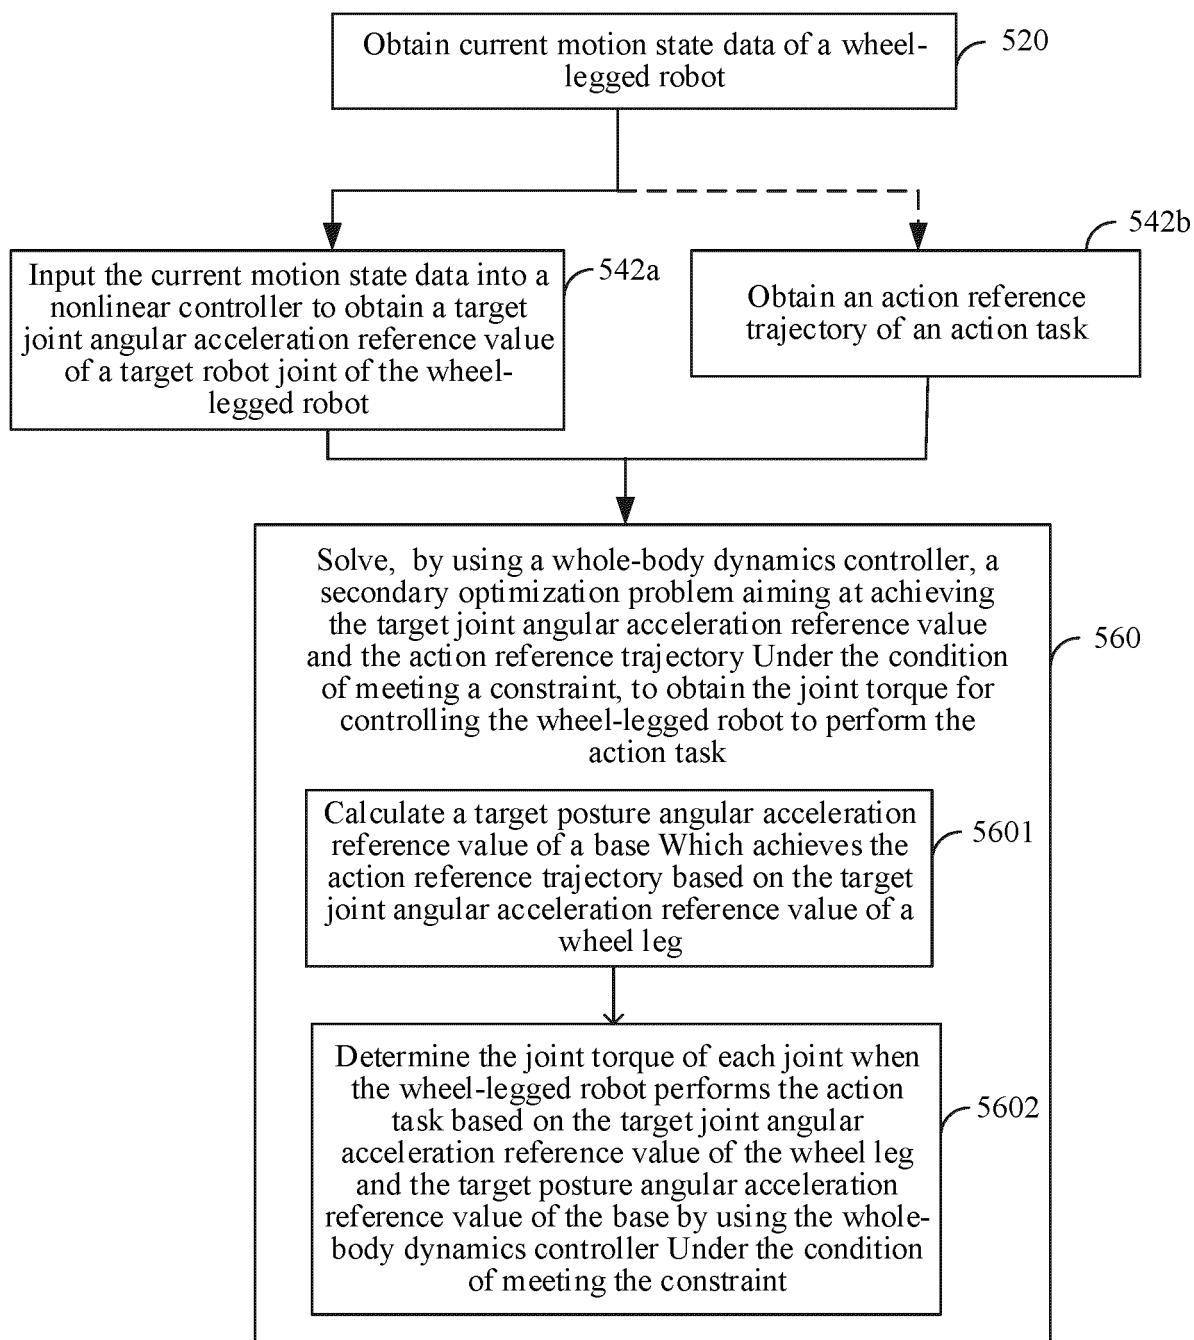 Obtain current motion state data of a wheel-
legged robot
520
542b
Input the current motion state data into a
nonlinear controller to obtain a target
joint angular acceleration reference value
of a target robot joint of the wheel-
legged robot
542a
Obtain an action reference
trajectory of an action task
Solve, by using a whole-body dynamics controller, a
secondary optimization problem aiming at achieving
the target joint angular acceleration reference value
and the action reference trajectory Under the condition
of meeting a constraint, to obtain the joint torque for
controlling the wheel-legged robot to perform the
action task
560
Calculate a target posture angular acceleration
reference value of a base Which achieves the
action reference trajectory based on the target
joint angular acceleration reference value of a
wheel leg
5601
Determine the joint torque of each joint when
the wheel-legged robot performs the action
task based on the target joint angular
acceleration reference value of the wheel leg
and the target posture angular acceleration
reference value of the base by using the whole-
body dynamics controller Under the condition
of meeting the constraint
5602